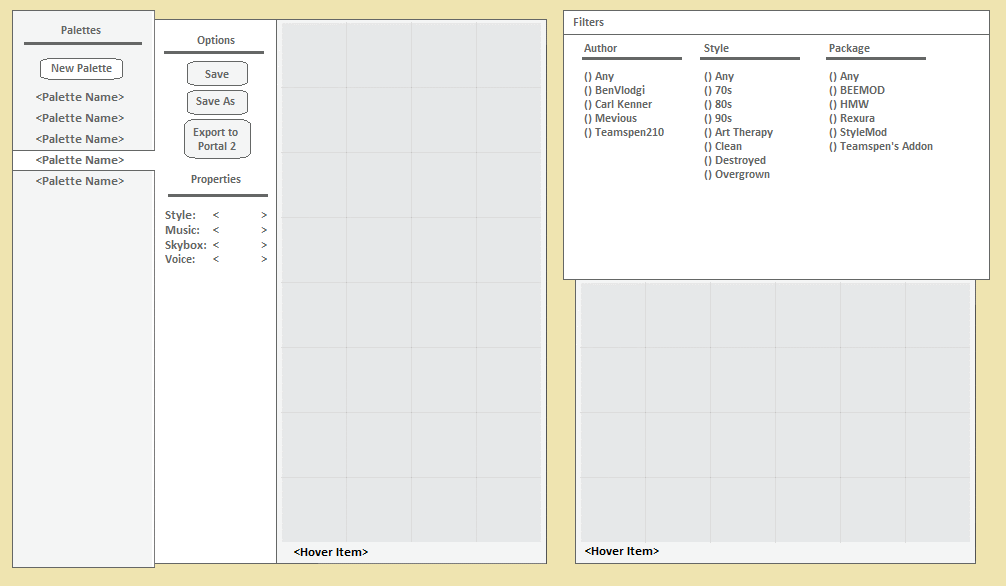 Palettes
New Palette
<Palette Name>
<Palette Name>
<Palette Name>
<Palette Name>
<Palette Name>
Options
Save
Save As
Export to
Portal 2
Properties
Style: < >
Music: < >
Skybox: < >
Voice: < >
<Hover Item>
Filters
Author
() Any
() BenVlodgi
() Carl Kenner
() Mevious
() Teamspen210
Style
() Any
() 70s
() 80s
() 90s
() Art Therapy
() Clean
() Destroyed
() Overgrown
Package
() Any
() BEEMOD
() HMW
() Rexura
() StyleMod
() Teamspen's Addon
<Hover Item>